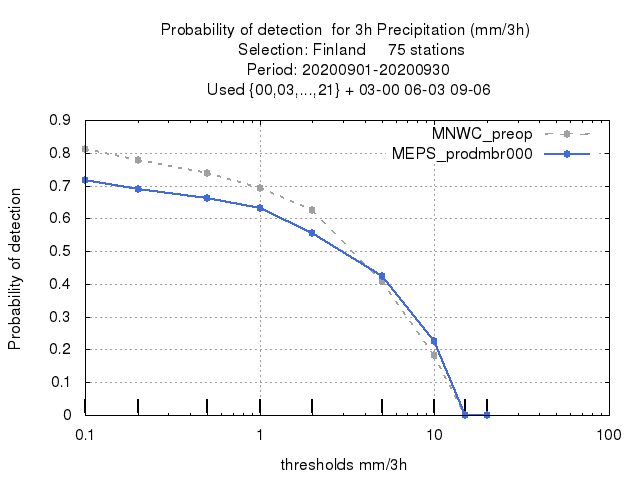 Probability of detection  for 3h Precipitation (mm/3h)
Selection: Finland     75 stations
Period: 20200901-20200930
Used {00,03,...,21} + 03-00 06-03 09-06
MNWC_preop
MEPS_prodmbr000
0.9
0.8
0.7
0.6
0.5
0.4
0.3
0.2
0.1
0
Probability of detection
0.1 1 10 100
thresholds mm/3h